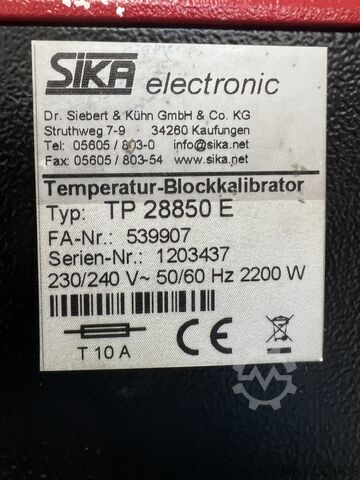 SIKA electronic
Dr. Siebert & Kühn GmbH & Co. KG
Struthweg 7-9 34260 Kaufungen
Tel: 05605 / 803-0 info@sika.net
Fax: 05605 / 803-54 www.sika.net
Temperatur-Blockkalibrator
Typ: TP 28850 E
FA-Nr.: 539907
Serien-Nr.: 1203437
230/240 V~ 50/60 Hz 2200 W
T 10 A
CE